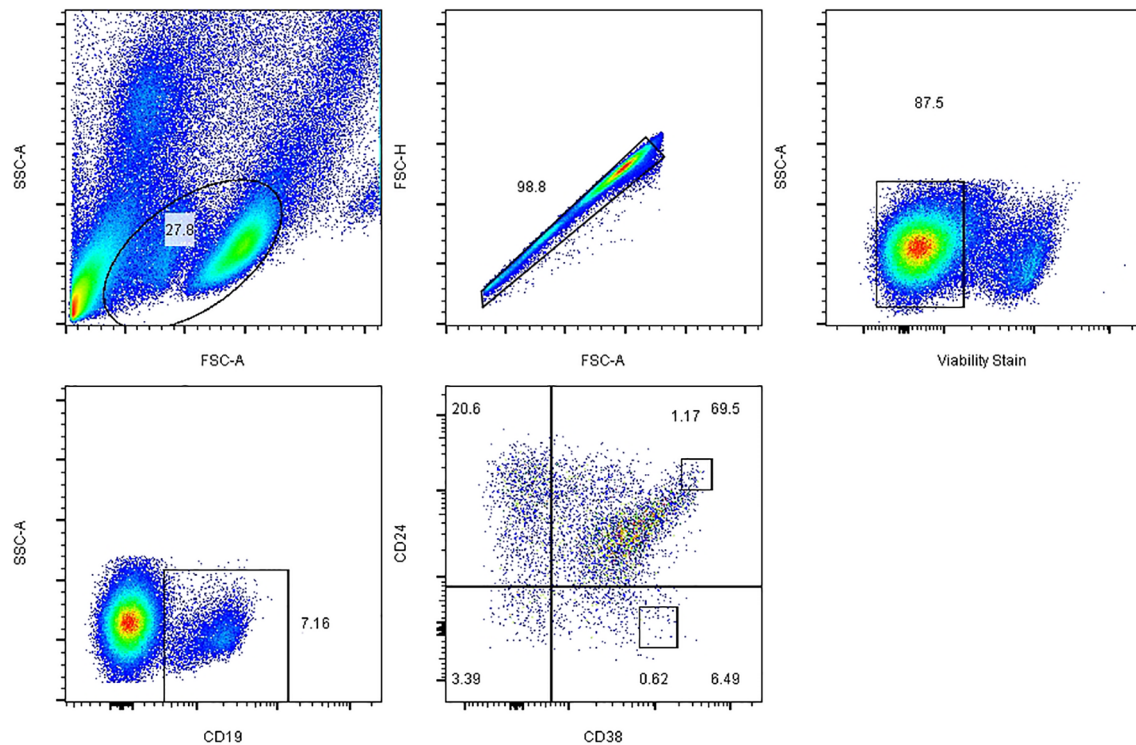 SSC-A
27.8
FSC-A
FSC-H
98.8
FSC-A
SSC-A
87.5
Viability Stain
SSC-A
7.16
CD19
CD24
20.6
1.17
69.5
3.39
0.62
6.49
CD38